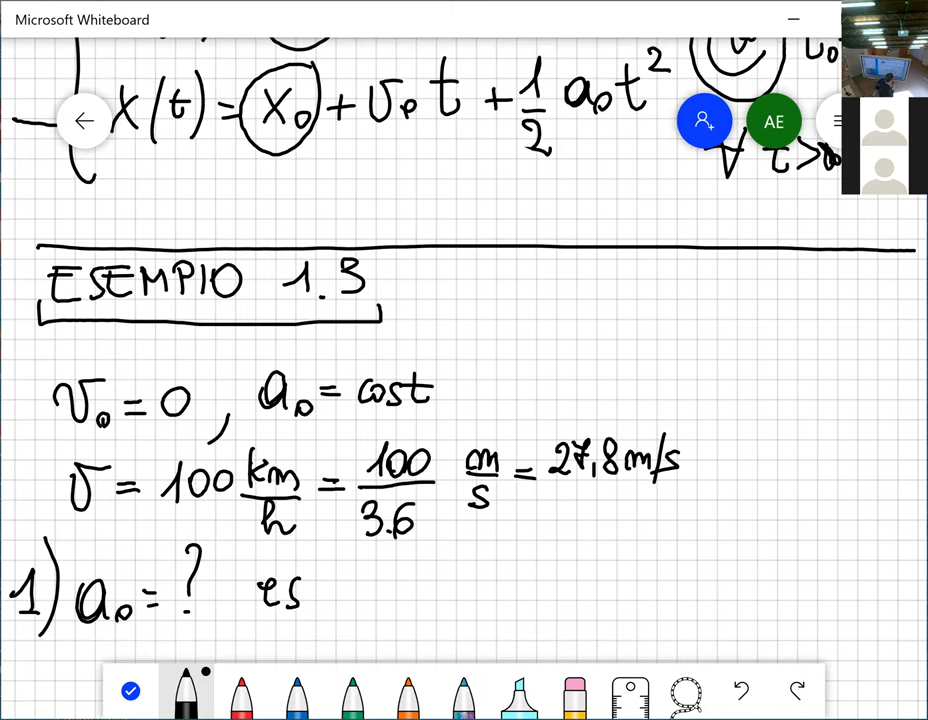 Microsoft Whiteboard
x(t) = x₀ + v₀ t + 1/2 a₀ t²
∀ t >
AE
ESEMPIO 1.3
v₀ = 0 , a₀ = cost
v = 100 km/h = 100/3.6 m/s = 27,8 m/s
1) a₀ = ? es